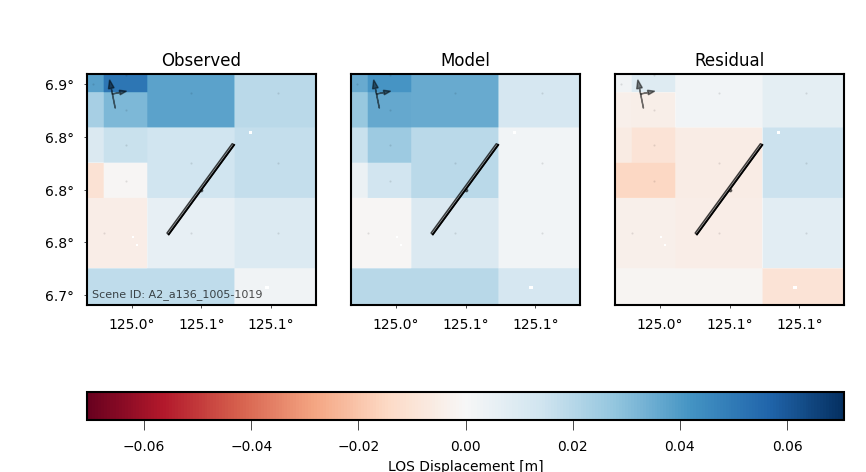 Observed Model Residual
6.9°
6.8°
6.8°
6.8°
6.7°
Scene ID: A2_a136_1005-1019
125.0° 125.1° 125.1° 125.0° 125.1° 125.1° 125.0° 125.1° 125.1°
−0.06 −0.04 −0.02 0.00 0.02 0.04 0.06
LOS Displacement [m]